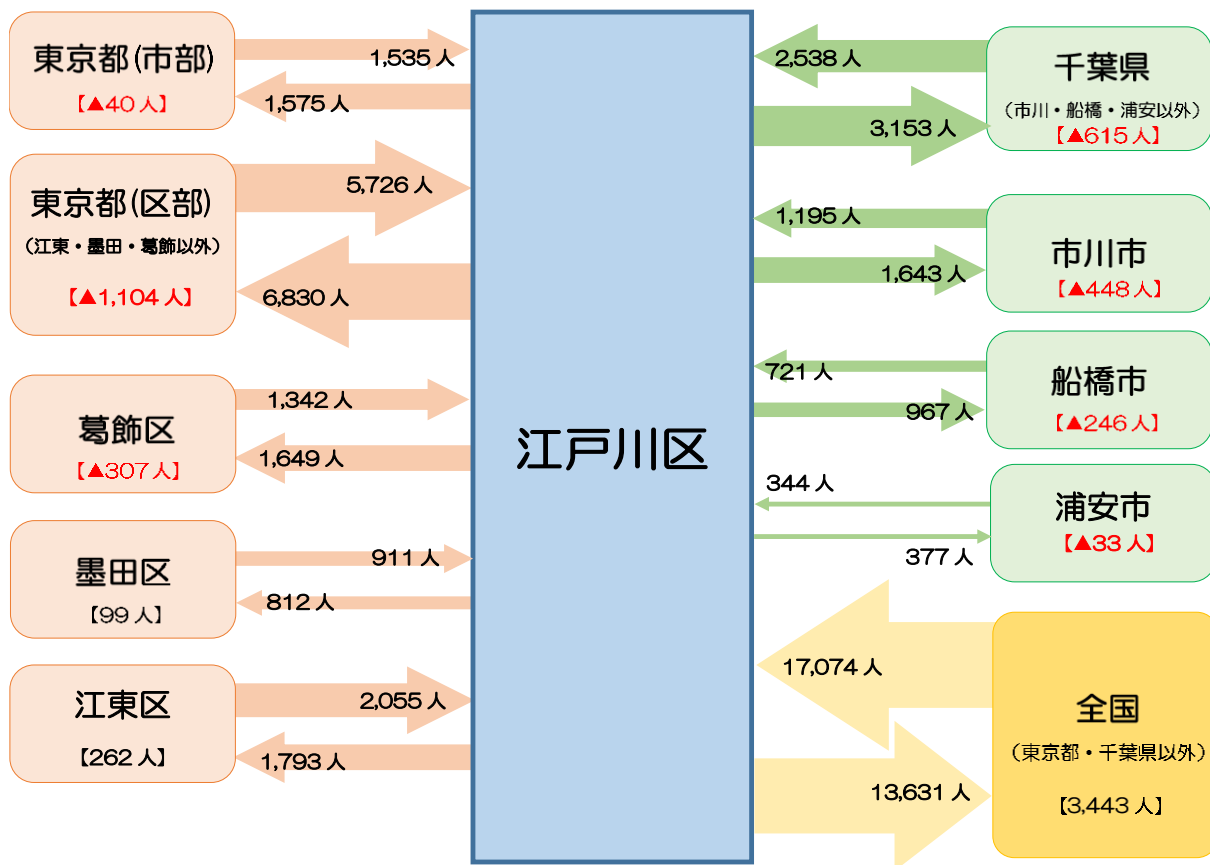 東京都(市部)
【▲40人】
1,535人
1,575人
東京都(区部)
(江東・墨田・葛飾以外)
【▲1,104人】
5,726人
6,830人
葛飾区
【▲307人】
1,342人
1,649人
墨田区
【99人】
911人
812人
江東区
【262人】
2,055人
1,793人
江戸川区
2,538人
3,153人
千葉県
(市川・船橋・浦安以外)
【▲615人】
1,195人
1,643人
市川市
【▲448人】
721人
967人
船橋市
【▲246人】
344人
377人
浦安市
【▲33人】
17,074人
13,631人
全国
(東京都・千葉県以外)
【3,443人】